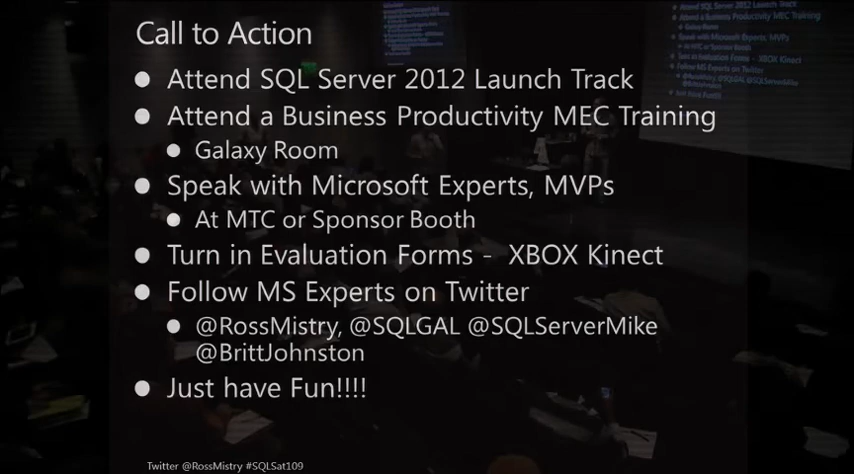 Call to Action
Attend SQL Server 2012 Launch Track
Attend a Business Productivity MEC Training
Galaxy Room
Speak with Microsoft Experts, MVPs
At MTC or Sponsor Booth
Turn in Evaluation Forms - XBOX Kinect
Follow MS Experts on Twitter
@RossMistry, @SQLGAL @SQLServerMike
@BrittJohnston
Just have Fun!!!!
Twitter @RossMistry #SQLSat109